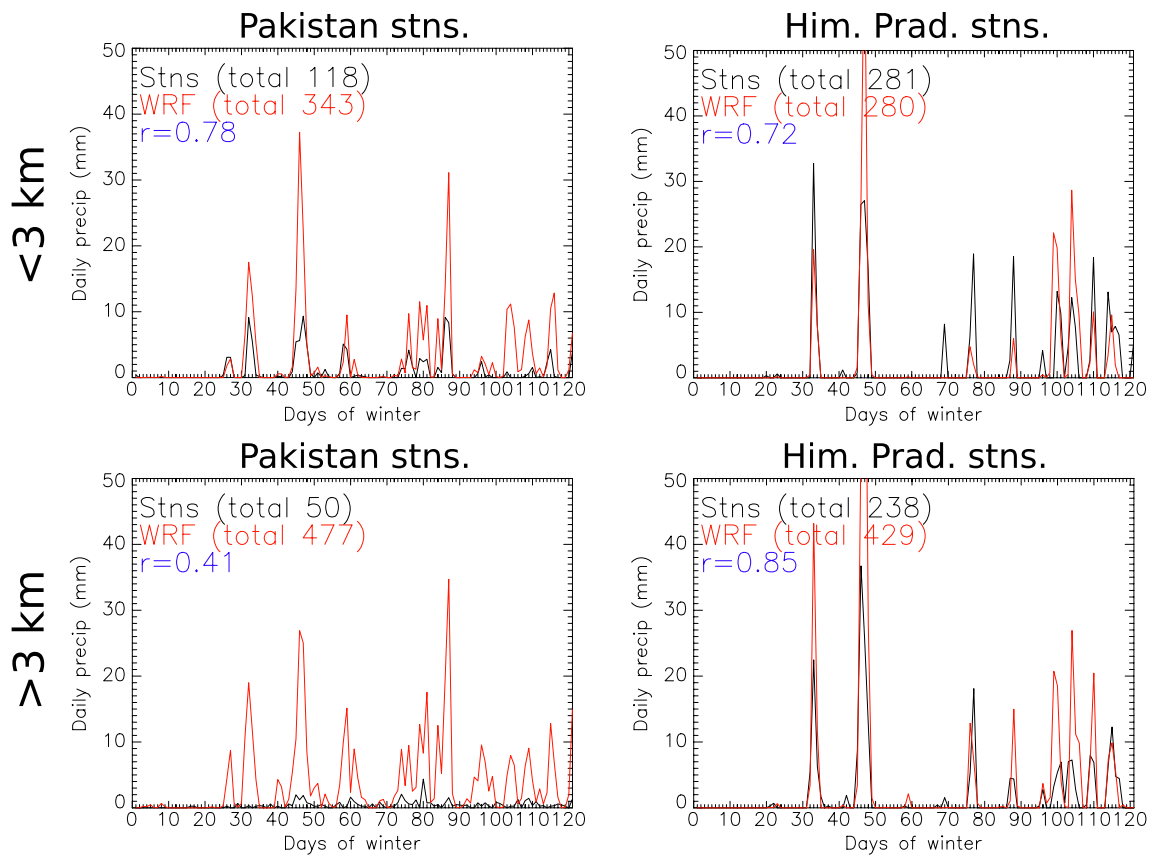 Pakistan stns.
Him. Prad. stns.
<3 km
50
40
30
20
10
0
Daily precip (mm)
Stns (total 118)
WRF (total 343)
r=0.78
0 10 20 30 40 50 60 70 80 90 100 110 120
Days of winter
50
40
30
20
10
0
Daily precip (mm)
Stns (total 281)
WRF (total 280)
r=0.72
0 10 20 30 40 50 60 70 80 90 100 110 120
Days of winter
Pakistan stns.
Him. Prad. stns.
>3 km
50
40
30
20
10
0
Daily precip (mm)
Stns (total 50)
WRF (total 477)
r=0.41
0 10 20 30 40 50 60 70 80 90 100 110 120
Days of winter
50
40
30
20
10
0
Daily precip (mm)
Stns (total 238)
WRF (total 429)
r=0.85
0 10 20 30 40 50 60 70 80 90 100 110 120
Days of winter